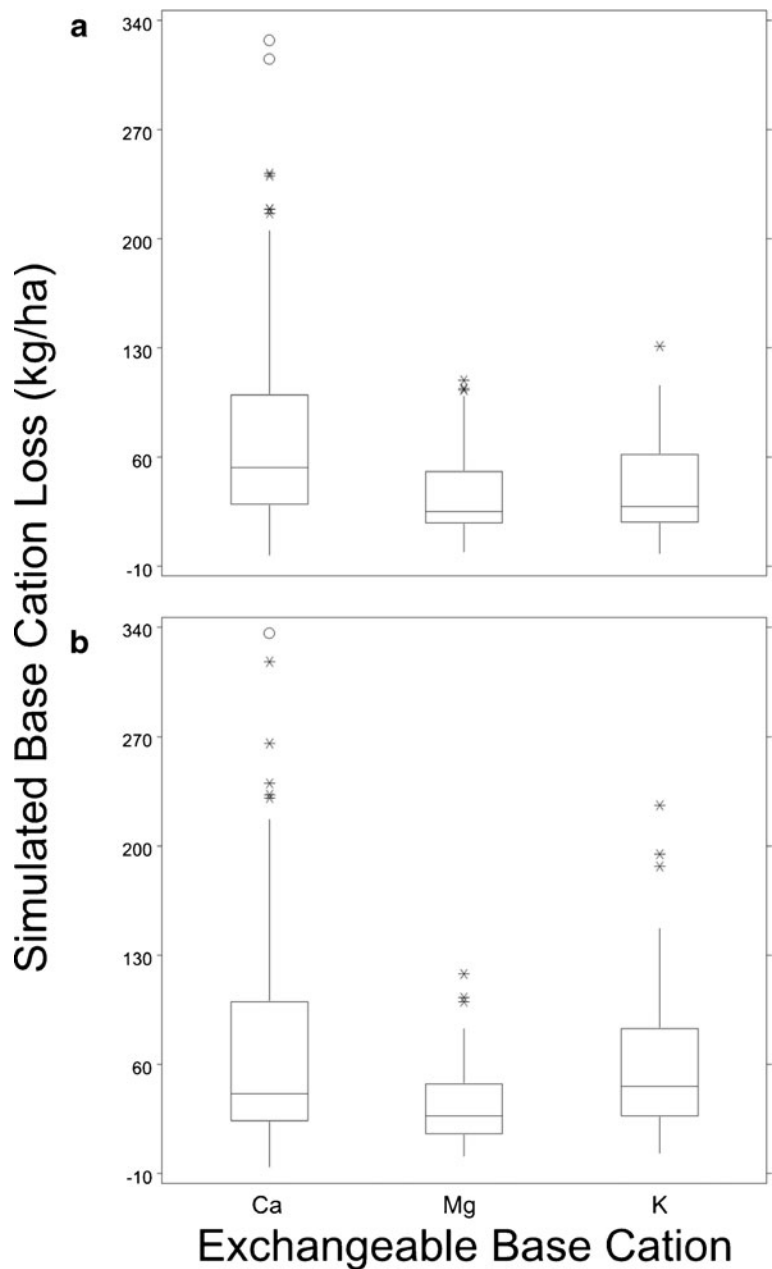 Simulated Base Cation Loss (kg/ha)
a
340
270
200
130
60
-10
b
340
270
200
130
60
-10
Ca Mg K
Exchangeable Base Cation